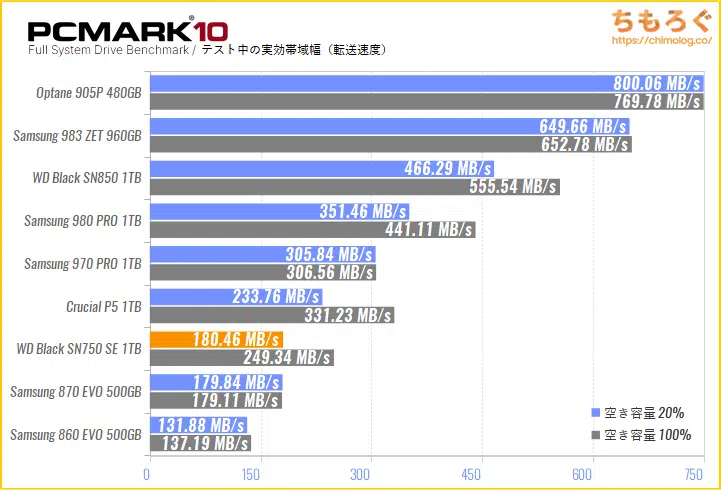 PCMARK®10
ちもろぐ
https://chimolog.co/
Full System Drive Benchmark / テスト中の実効帯域幅（転送速度）
Optane 905P 480GB
800.06 MB/s
769.78 MB/s
Samsung 983 ZET 960GB
649.66 MB/s
652.78 MB/s
WD Black SN850 1TB
466.29 MB/s
555.54 MB/s
Samsung 980 PRO 1TB
351.46 MB/s
441.11 MB/s
Samsung 970 PRO 1TB
305.84 MB/s
306.56 MB/s
Crucial P5 1TB
233.76 MB/s
331.23 MB/s
WD Black SN750 SE 1TB
180.46 MB/s
249.34 MB/s
Samsung 870 EVO 500GB
179.84 MB/s
179.11 MB/s
Samsung 860 EVO 500GB
131.88 MB/s
137.19 MB/s
空き容量 20%
空き容量 100%
0 150 300 450 600 750